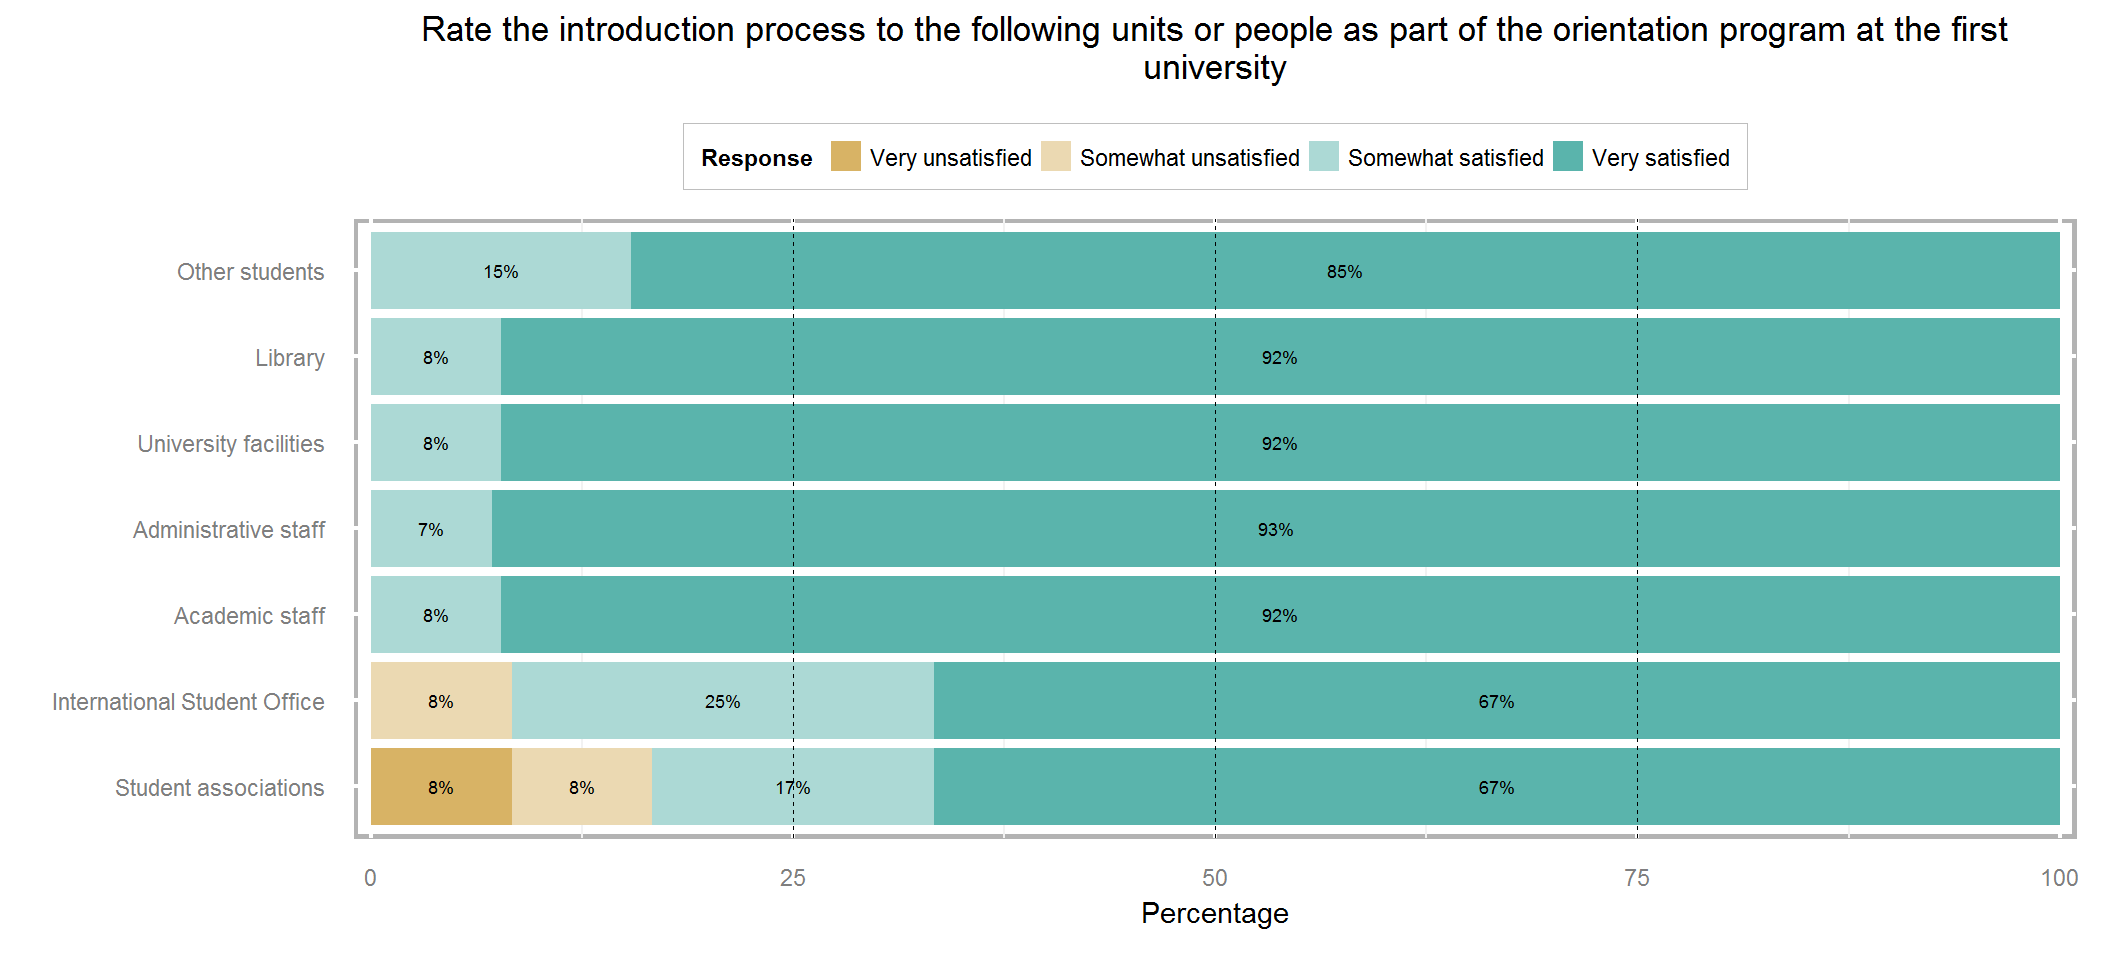 Rate the introduction process to the following units or people as part of the orientation program at the first
university
Response Very unsatisfied Somewhat unsatisfied Somewhat satisfied Very satisfied
Other students 15% 85%
Library 8% 92%
University facilities 8% 92%
Administrative staff 7% 93%
Academic staff 8% 92%
International Student Office 8% 25% 67%
Student associations 8% 8% 17% 67%
0 25 50 75 100
Percentage